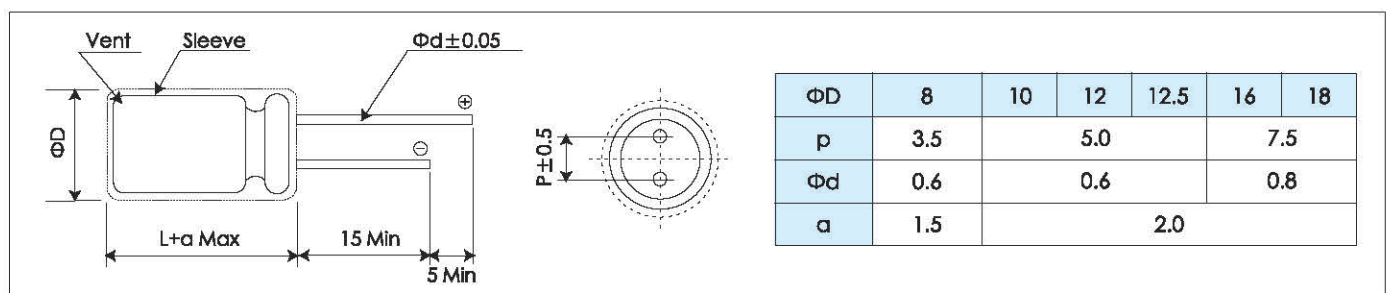 Vent Sleeve Φd±0.05
⊕
⊖
ΦD
L+a Max 15 Min
5 Min
P±0.5
ΦD 8 10 12 12.5 16 18
p 3.5 5.0 7.5
Φd 0.6 0.6 0.8
a 1.5 2.0